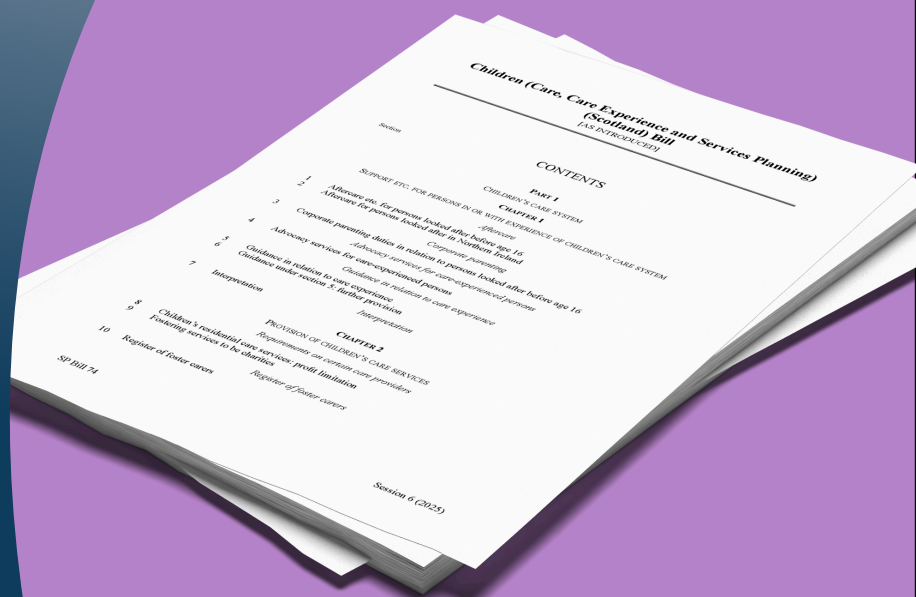 Children (Care, Care Experience and Services Planning)
(Scotland) Bill
[AS INTRODUCED]
CONTENTS
Section
PART 1
CHILDREN'S CARE SYSTEM
CHAPTER 1
SUPPORT ETC. FOR PERSONS IN OR WITH EXPERIENCE OF CHILDREN'S CARE SYSTEM
Aftercare
1 Aftercare etc. for persons looked after before age 16
2 Aftercare for persons looked after in Northern Ireland
Corporate parenting
3 Corporate parenting duties in relation to persons look after before age 16
Advocacy services for care-experienced persons
4 Advocacy services for care-experienced persons
Guidance in relation to care experience
5 Guidance in relation to care experience
6 Guidance under section 5: further provision
Interpretation
7 Interpretation
CHAPTER 2
PROVISION OF CHILDREN'S CARE SERVICES
Requirements on certain care providers
8 Children's residential care services: profit limitation
9 Fostering services to be charities
Register of foster carers
10 Register of foster carers
SP Bill 74
Session 6 (2025)